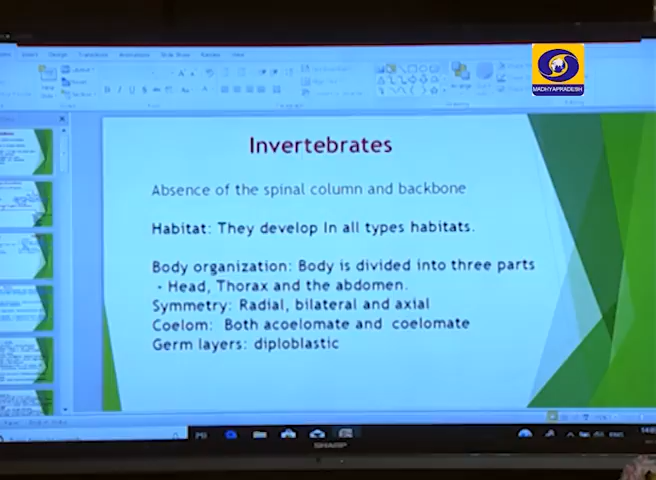 MADHYAPRADESH
Invertebrates
Absence of the spinal column and backbone
Habitat: They develop In all types habitats.
Body organization: Body is divided into three parts
- Head, Thorax and the abdomen.
Symmetry: Radial, bilateral and axial
Coelom: Both acoelomate and coelomate
Germ layers: diploblastic
SHARP